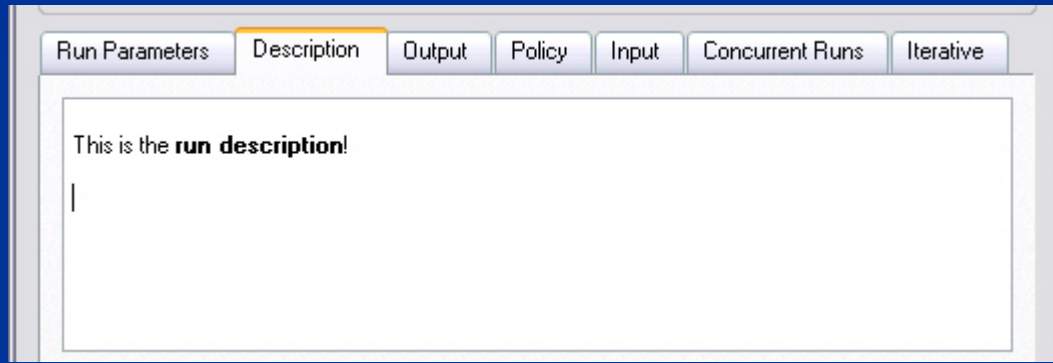 Run Parameters Description Output Policy Input Concurrent Runs Iterative
This is the run description!